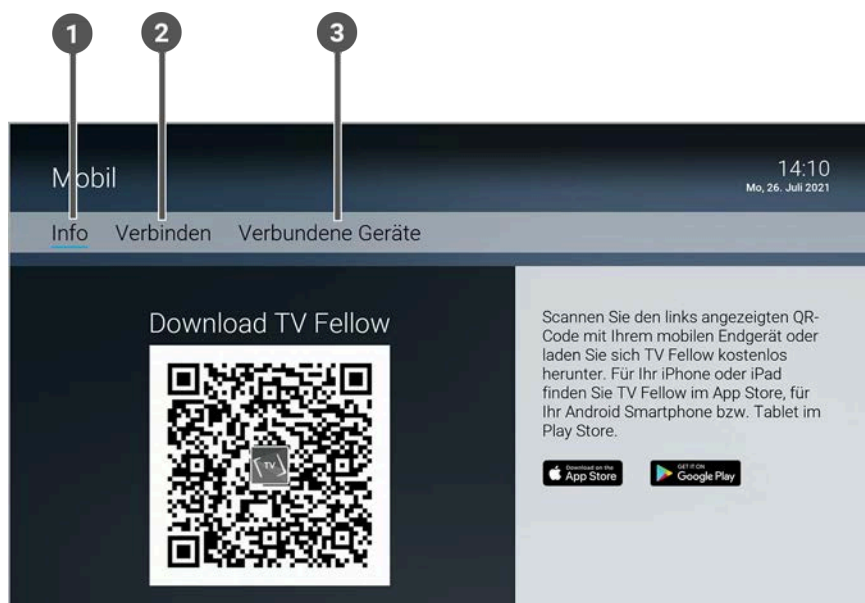 1 2 3
Mobil
14:10
Mo, 26. Juli 2021
Info Verbinden Verbundene Geräte
Download TV Fellow
TV
Scannen Sie den links angezeigten QR-
Code mit Ihrem mobilen Endgerät oder
laden Sie sich TV Fellow kostenlos
herunter. Für Ihr iPhone oder iPad
finden Sie TV Fellow im App Store, für
Ihr Android Smartphone bzw. Tablet im
Play Store.
Download on the
App Store
GET IT ON
Google Play